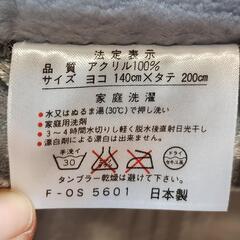 法定表示
品質 アクリル100%
サイズ ヨコ 140cm×タテ 200cm
家庭洗濯
●水又はぬるま湯(30℃)で押し洗い
●家庭用洗剤
●3～4時間水切りし軽く脱水後直射日光干し
漂白剤による漂白は出来ません。
手洗イ
30
ドライ
タンブラー乾燥は避けて下さい。
F-OS 5601 日本製